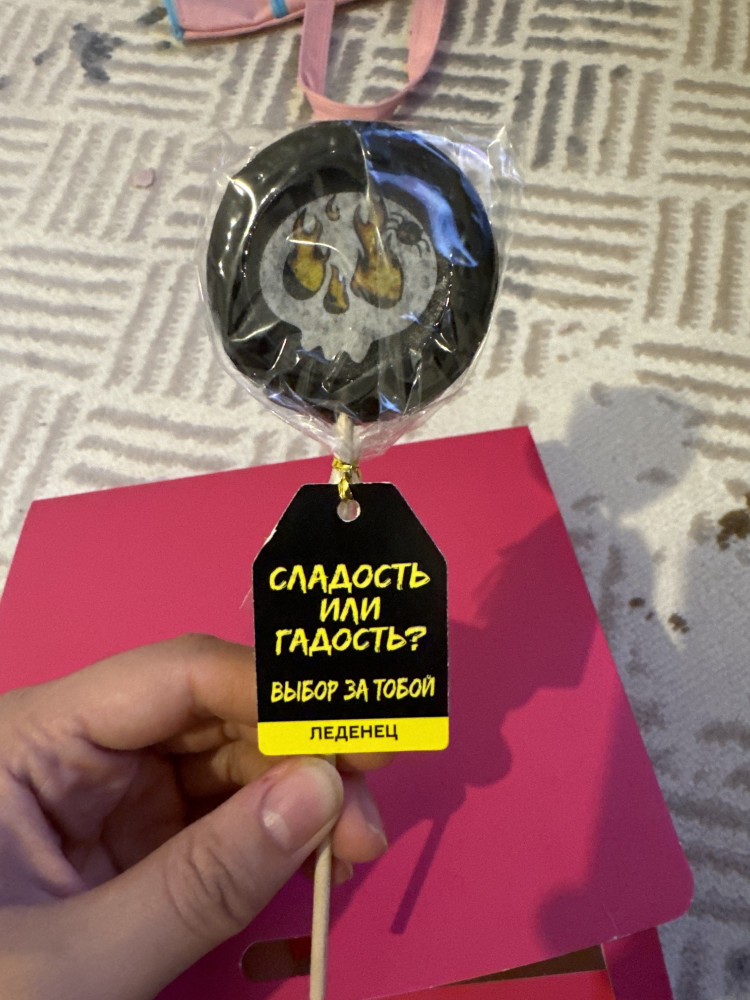 СЛАДОСТЬ
ИЛИ
ГАДОСТЬ?
ВЫБОР ЗА ТОБОЙ
ЛЕДЕНЕЦ